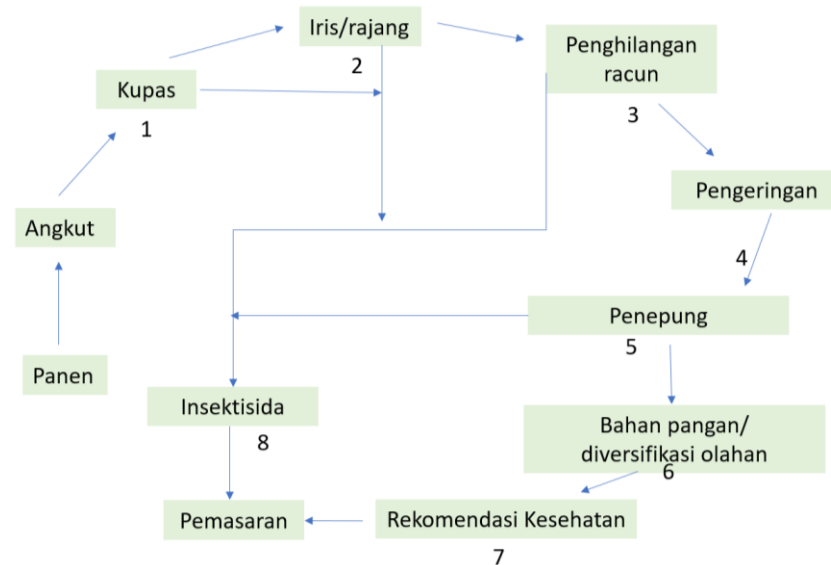 Iris/rajang
2
Penghilangan
racun
3
Kupas
1
Pengeringan
4
Angkut
Penepung
5
Panen
Insektisida
8
Bahan pangan/
diversifikasi olahan
6
Pemasaran
Rekomendasi Kesehatan
7